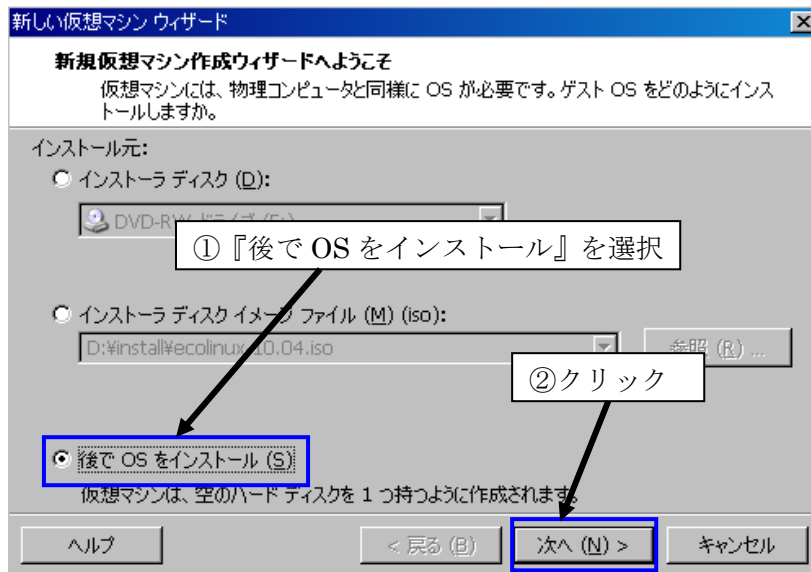 新しい仮想マシン ウィザード
新規仮想マシン作成ウィザードへようこそ
仮想マシンには、物理コンピュータと同様に OS が必要です。ゲスト OS をどのようにインス
トールしますか。
インストール元:
インストーラ ディスク (D):
DVD-RW ドライブ
①『後で OS をインストール』を選択
インストーラ ディスク イメージ ファイル (M) (iso):
D:¥install¥ecolinux-10.04.iso
参照 (R) ...
②クリック
後で OS をインストール (S)
仮想マシンは、空のハード ディスクを 1 つ持つように作成されます。
ヘルプ
< 戻る (B)
次へ (N) >
キャンセル